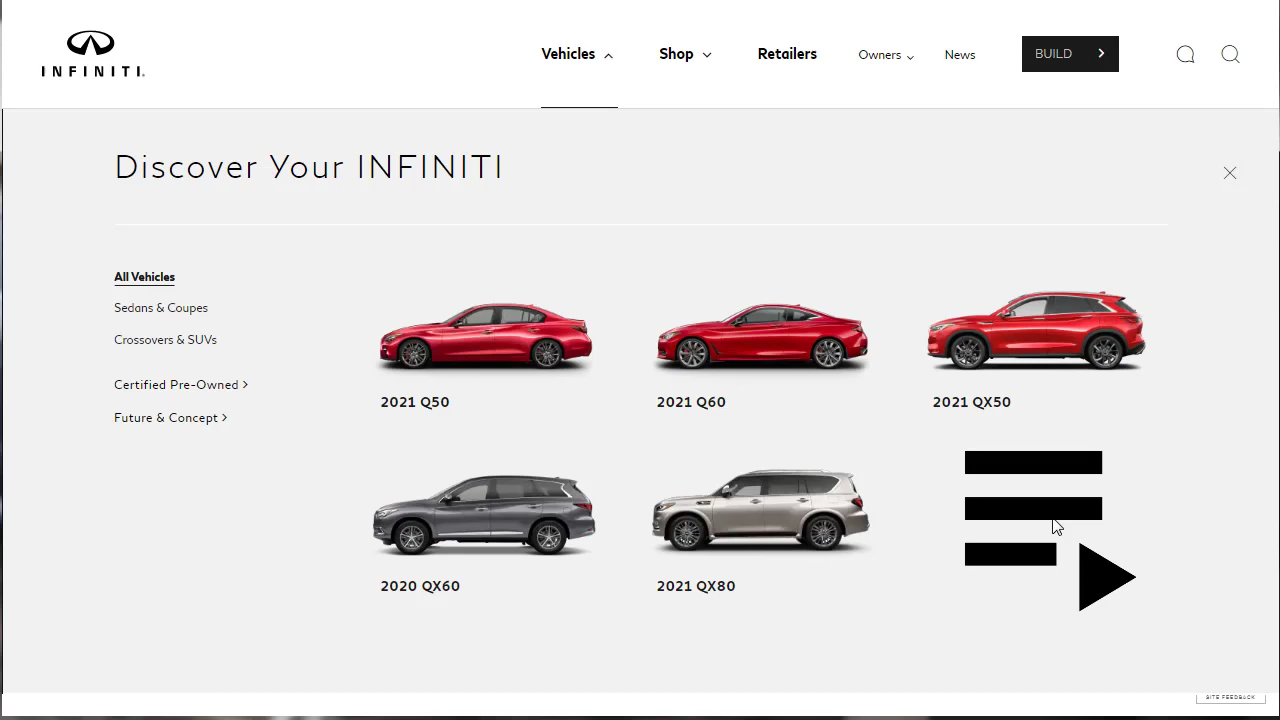 INFINITI.
Vehicles
Shop
Retailers
Owners
News
BUILD
Discover Your INFINITI
All Vehicles
Sedans & Coupes
Crossovers & SUVs
Certified Pre-Owned >
Future & Concept >
2021 Q50
2021 Q60
2021 QX50
2020 QX60
2021 QX80
SITE FEEDBACK